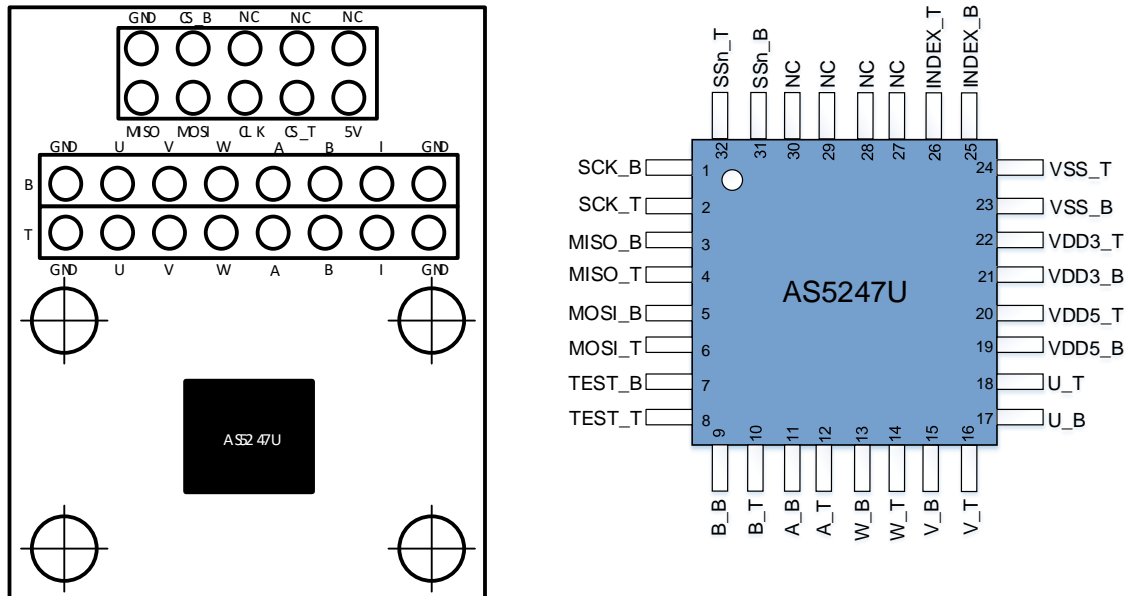 GND CS_B NC NC NC
MISO MOSI CLK CS_T 5V
GND U V W A B I GND
B
T
GND U V W A B I GND
AS5247U
SSn_T SSn_B NC NC NC NC INDEX_T INDEX_B
32 31 30 29 28 27 26 25
SCK_B 1 24 VSS_T
SCK_T 2 23 VSS_B
MISO_B 3 22 VDD3_T
MISO_T 4 21 VDD3_B
AS5247U
MOSI_B 5 20 VDD5_T
MOSI_T 6 19 VDD5_B
TEST_B 7 18 U_T
TEST_T 8 17 U_B
9 10 11 12 13 14 15 16
B_B B_T A_B A_T W_B W_T V_B V_T